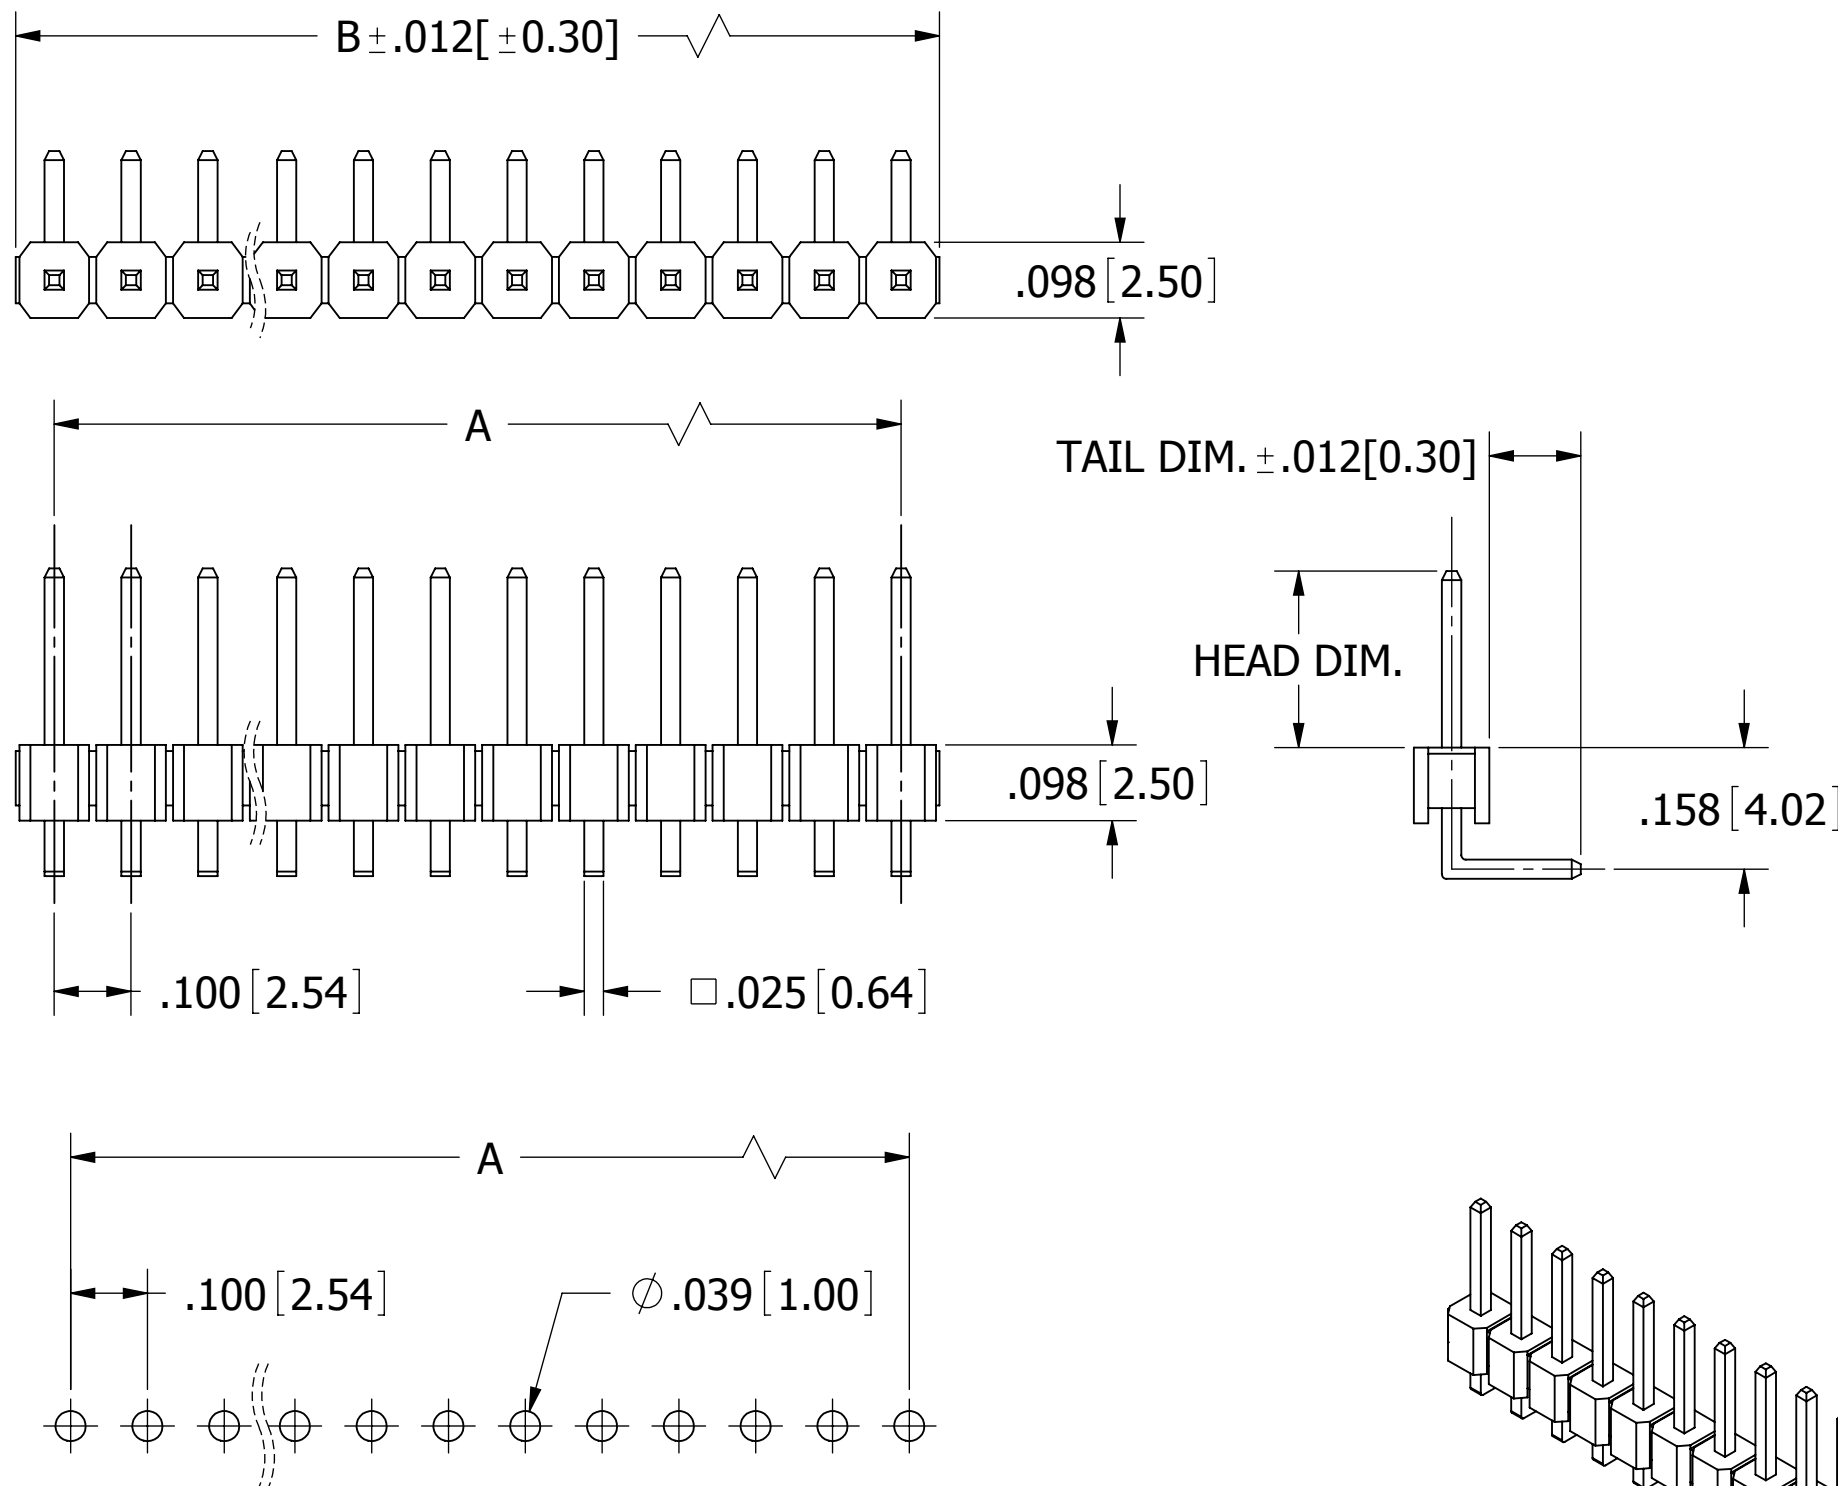 B±.012[±0.30]
.098[2.50]
A
TAIL DIM. ±.012[0.30]
HEAD DIM.
.098[2.50]
.158[4.02]
.100[2.54]
□.025[0.64]
A
.100[2.54]
∅.039[1.00]